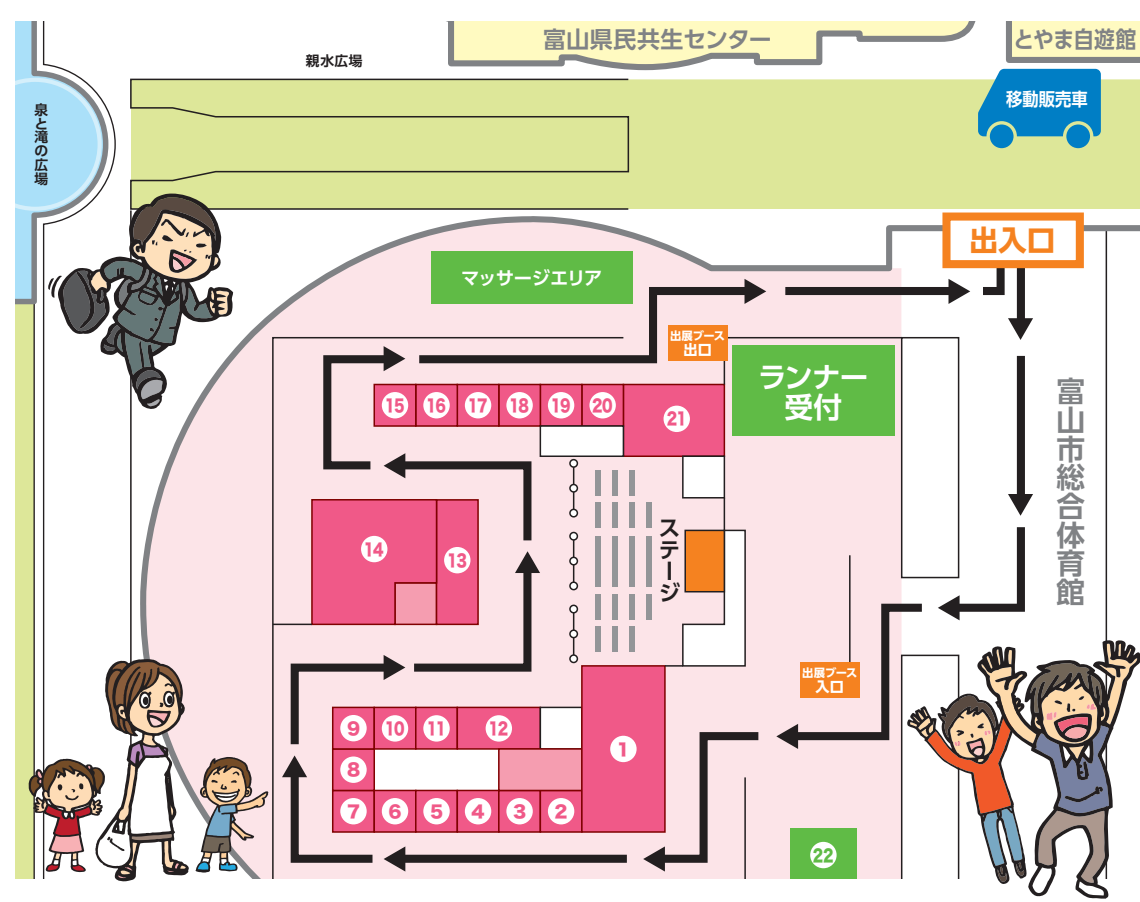 富山県民共生センター
とやま自遊館
親水広場
移動販売車
泉と滝の広場
出入口
マッサージエリア
出展ブース
出口
ランナー
受付
15
16
17
18
19
20
21
富山市総合体育館
ステージ
14
13
出展ブース
入口
9
10
11
12
1
8
7
6
5
4
3
2
22